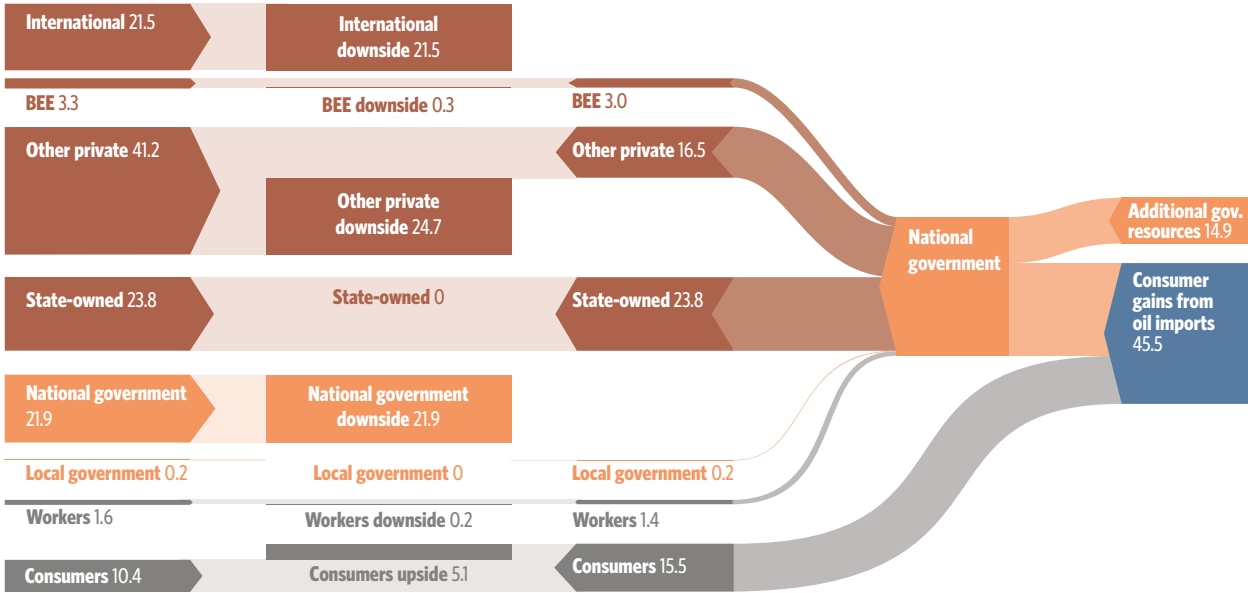 International 21.5
International
downside 21.5
BEE 3.3
BEE downside 0.3
BEE 3.0
Other private 41.2
Other private
downside 24.7
Other private 16.5
State-owned 23.8
State-owned 0
State-owned 23.8
National government
21.9
National government
downside 21.9
Local government 0.2
Local government 0
Local government 0.2
Workers 1.6
Workers downside 0.2
Workers 1.4
Consumers 10.4
Consumers upside 5.1
Consumers 15.5
National
government
Additional gov.
resources 14.9
Consumer
gains from
oil imports
45.5